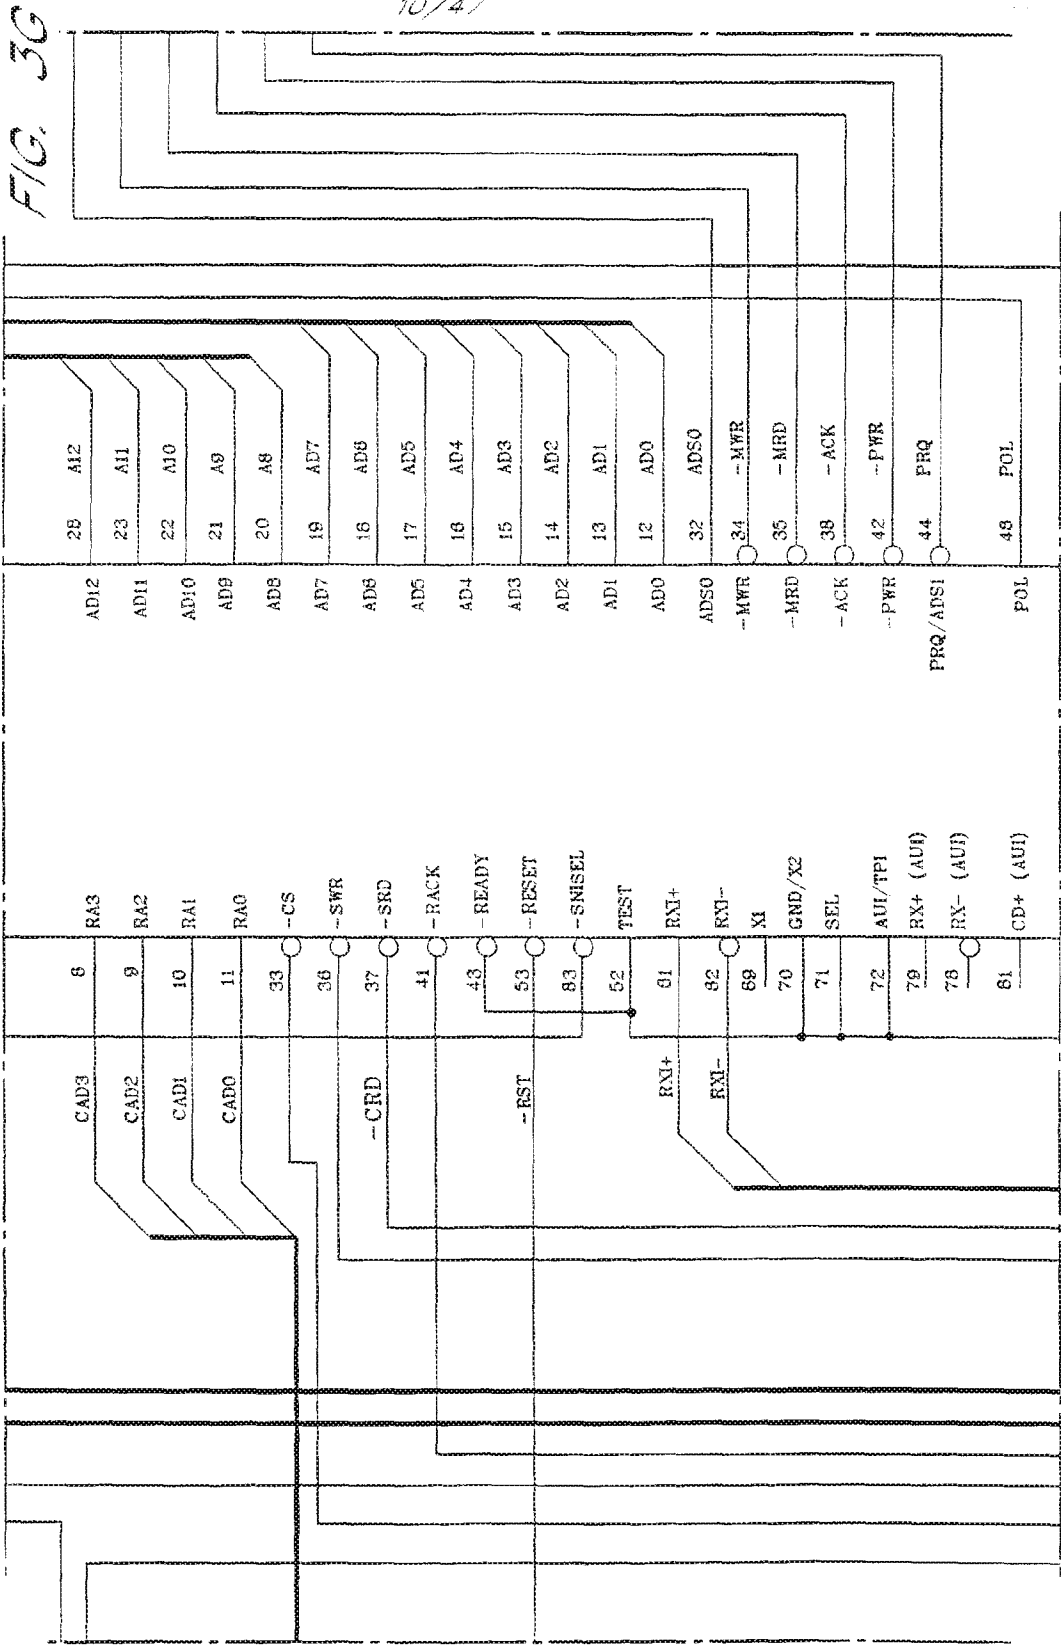 10/47
FIG. 3G
AD12 28 A12
AD11 23 A11
AD10 22 A10
AD9 21 A9
AD8 20 A8
AD7 19 AD7
AD6 18 AD6
AD5 17 AD5
AD4 16 AD4
AD3 15 AD3
AD2 14 AD2
AD1 13 AD1
AD0 12 AD0
ADS0 32 ADS0
-MWR 34 -MWR
-MRD 35 -MRD
-ACK 38 -ACK
-PWR 42 -PWR
PRQ/ADS1 44 PRQ
POL 48 POL
CAD3 8 RA3
CAD2 9 RA2
CAD1 10 RA1
CAD0 11 RA0
33 -CS
36 -SWR
-CRD 37 -SRD
41 -RACK
43 -READY
-RST 53 -RESET
83 -SNISEL
52 TEST
RXI+ 61 RXI+
RXI- 62 RXI-
69 X1
70 GND/X2
71 SEL
72 AUI/TPI
79 RX+ (AUI)
78 RX- (AUI)
81 CD+ (AUI)